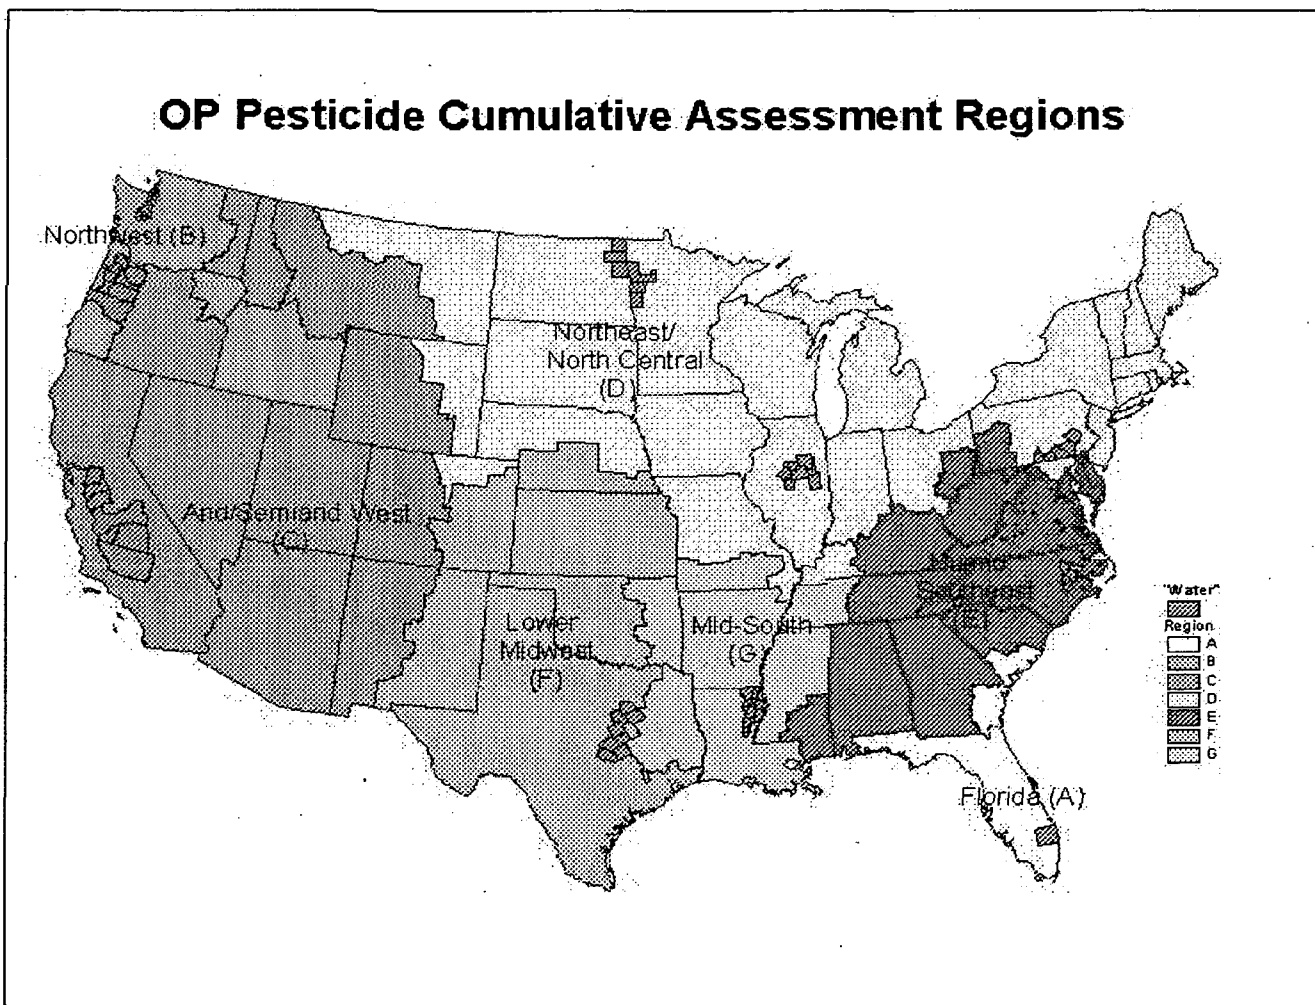 OP Pesticide Cumulative Assessment Regions
Northwest (B)
Northeast/
North Central
(D)
Arid/Semiarid West
(C)
Humid
Southeast
(E)
Lower
Midwest
(F)
Mid-South
(G)
"Water"
Region
A
B
C
D
E
F
G
Florida (A)